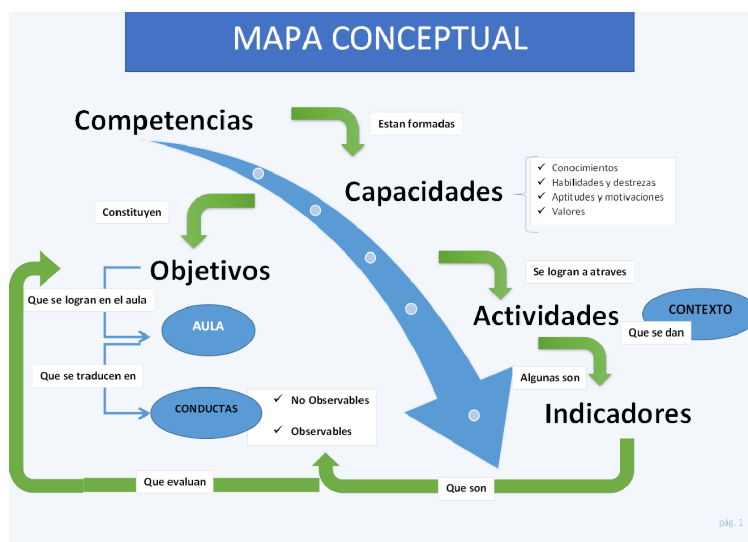 MAPA CONCEPTUAL
Competencias
Estan formadas
Capacidades
Conocimientos
Habilidades y destrezas
Aptitudes y motivaciones
Valores
Constituyen
Objetivos
Se logran a atraves
Que se logran en el aula
AULA
Actividades
CONTEXTO
Que se dan
Que se traducen en
Algunas son
CONDUCTAS
No Observables
Observables
Indicadores
Que evaluan
Que son
pág. 1